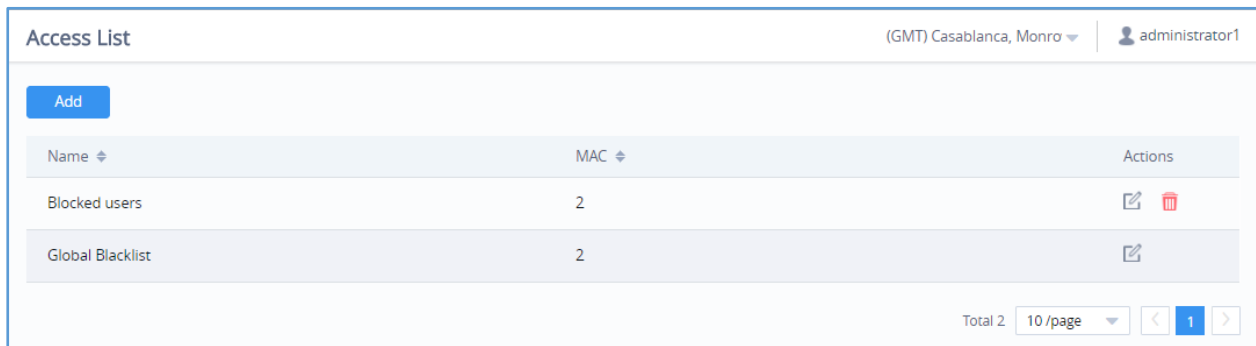 Access List (GMT) Casablanca, Monro administrator1
Add
Name MAC Actions
Blocked users 2
Global Blacklist 2
Total 2 10 /page 1